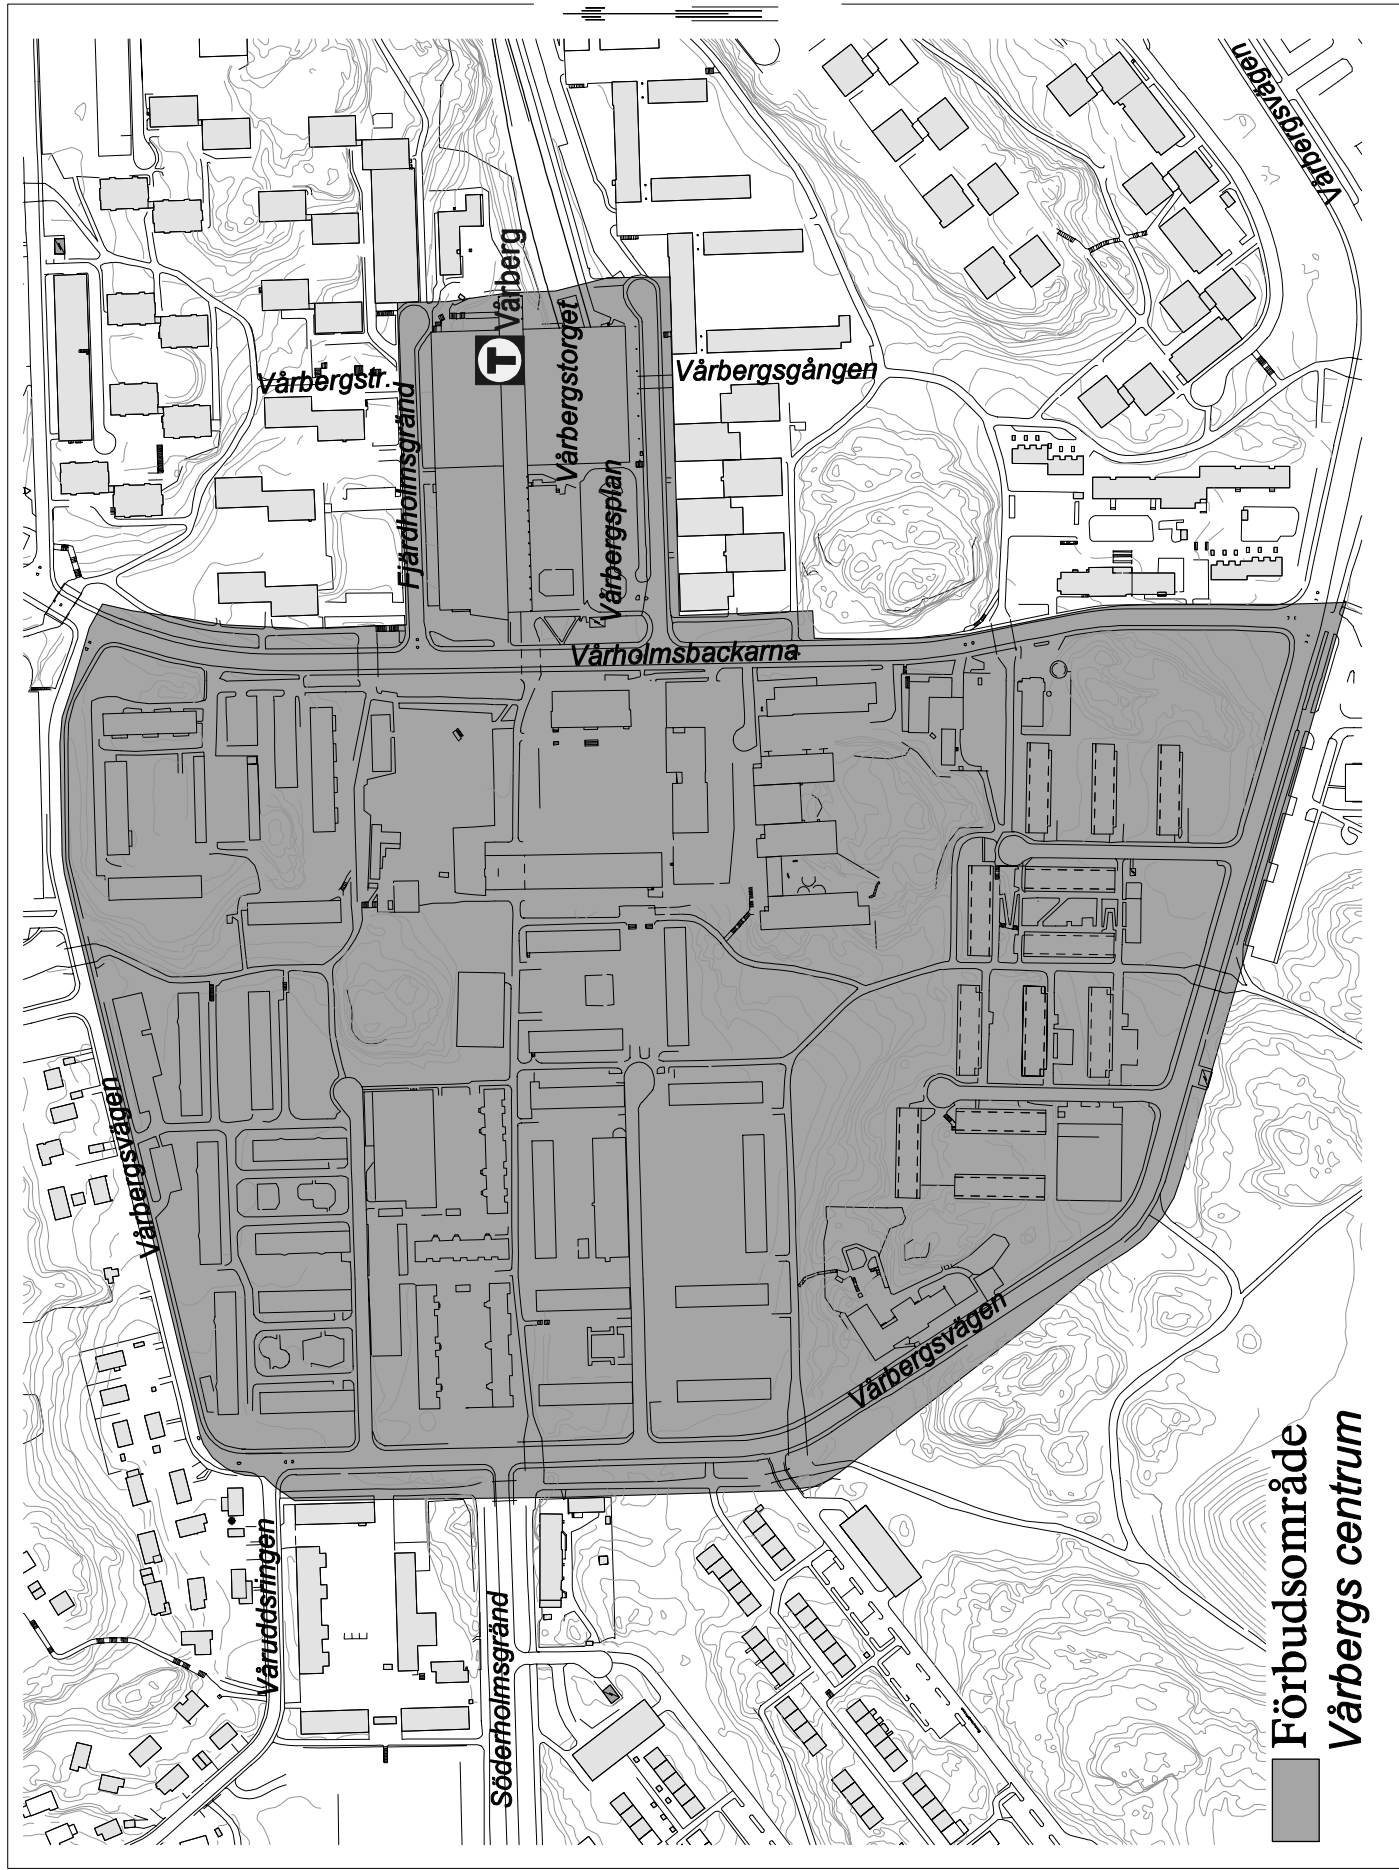 Vårbergsvägen
Vårberg
T
Vårbergstorget
Vårbergstr.
Fjärdholmsgränd
Vårbergsgången
Vårbergsplan
Vårholmsbackarna
Vårbergsvägen
Vårbergsvägen
Våruddsringen
Söderholmsgränd
Förbudsområde
Vårbergs centrum